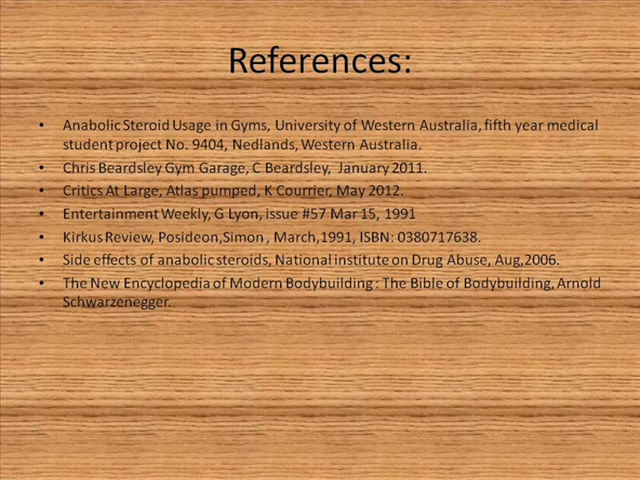 References:
• Anabolic Steroid Usage in Gyms, University of Western Australia, fifth year medical
student project No. 9404, Nedlands, Western Australia.
• Chris Beardsley Gym Garage, C Beardsley, January 2011.
• Critics At Large, Atlas pumped, K Courrier, May 2012.
• Entertainment Weekly, G Lyon, issue #57 Mar 15, 1991
• Kirkus Review, Posideon,Simon , March,1991, ISBN: 0380717638.
• Side effects of anabolic steroids, National institute on Drug Abuse, Aug,2006.
• The New Encyclopedia of Modern Bodybuilding : The Bible of Bodybuilding, Arnold
Schwarzenegger.